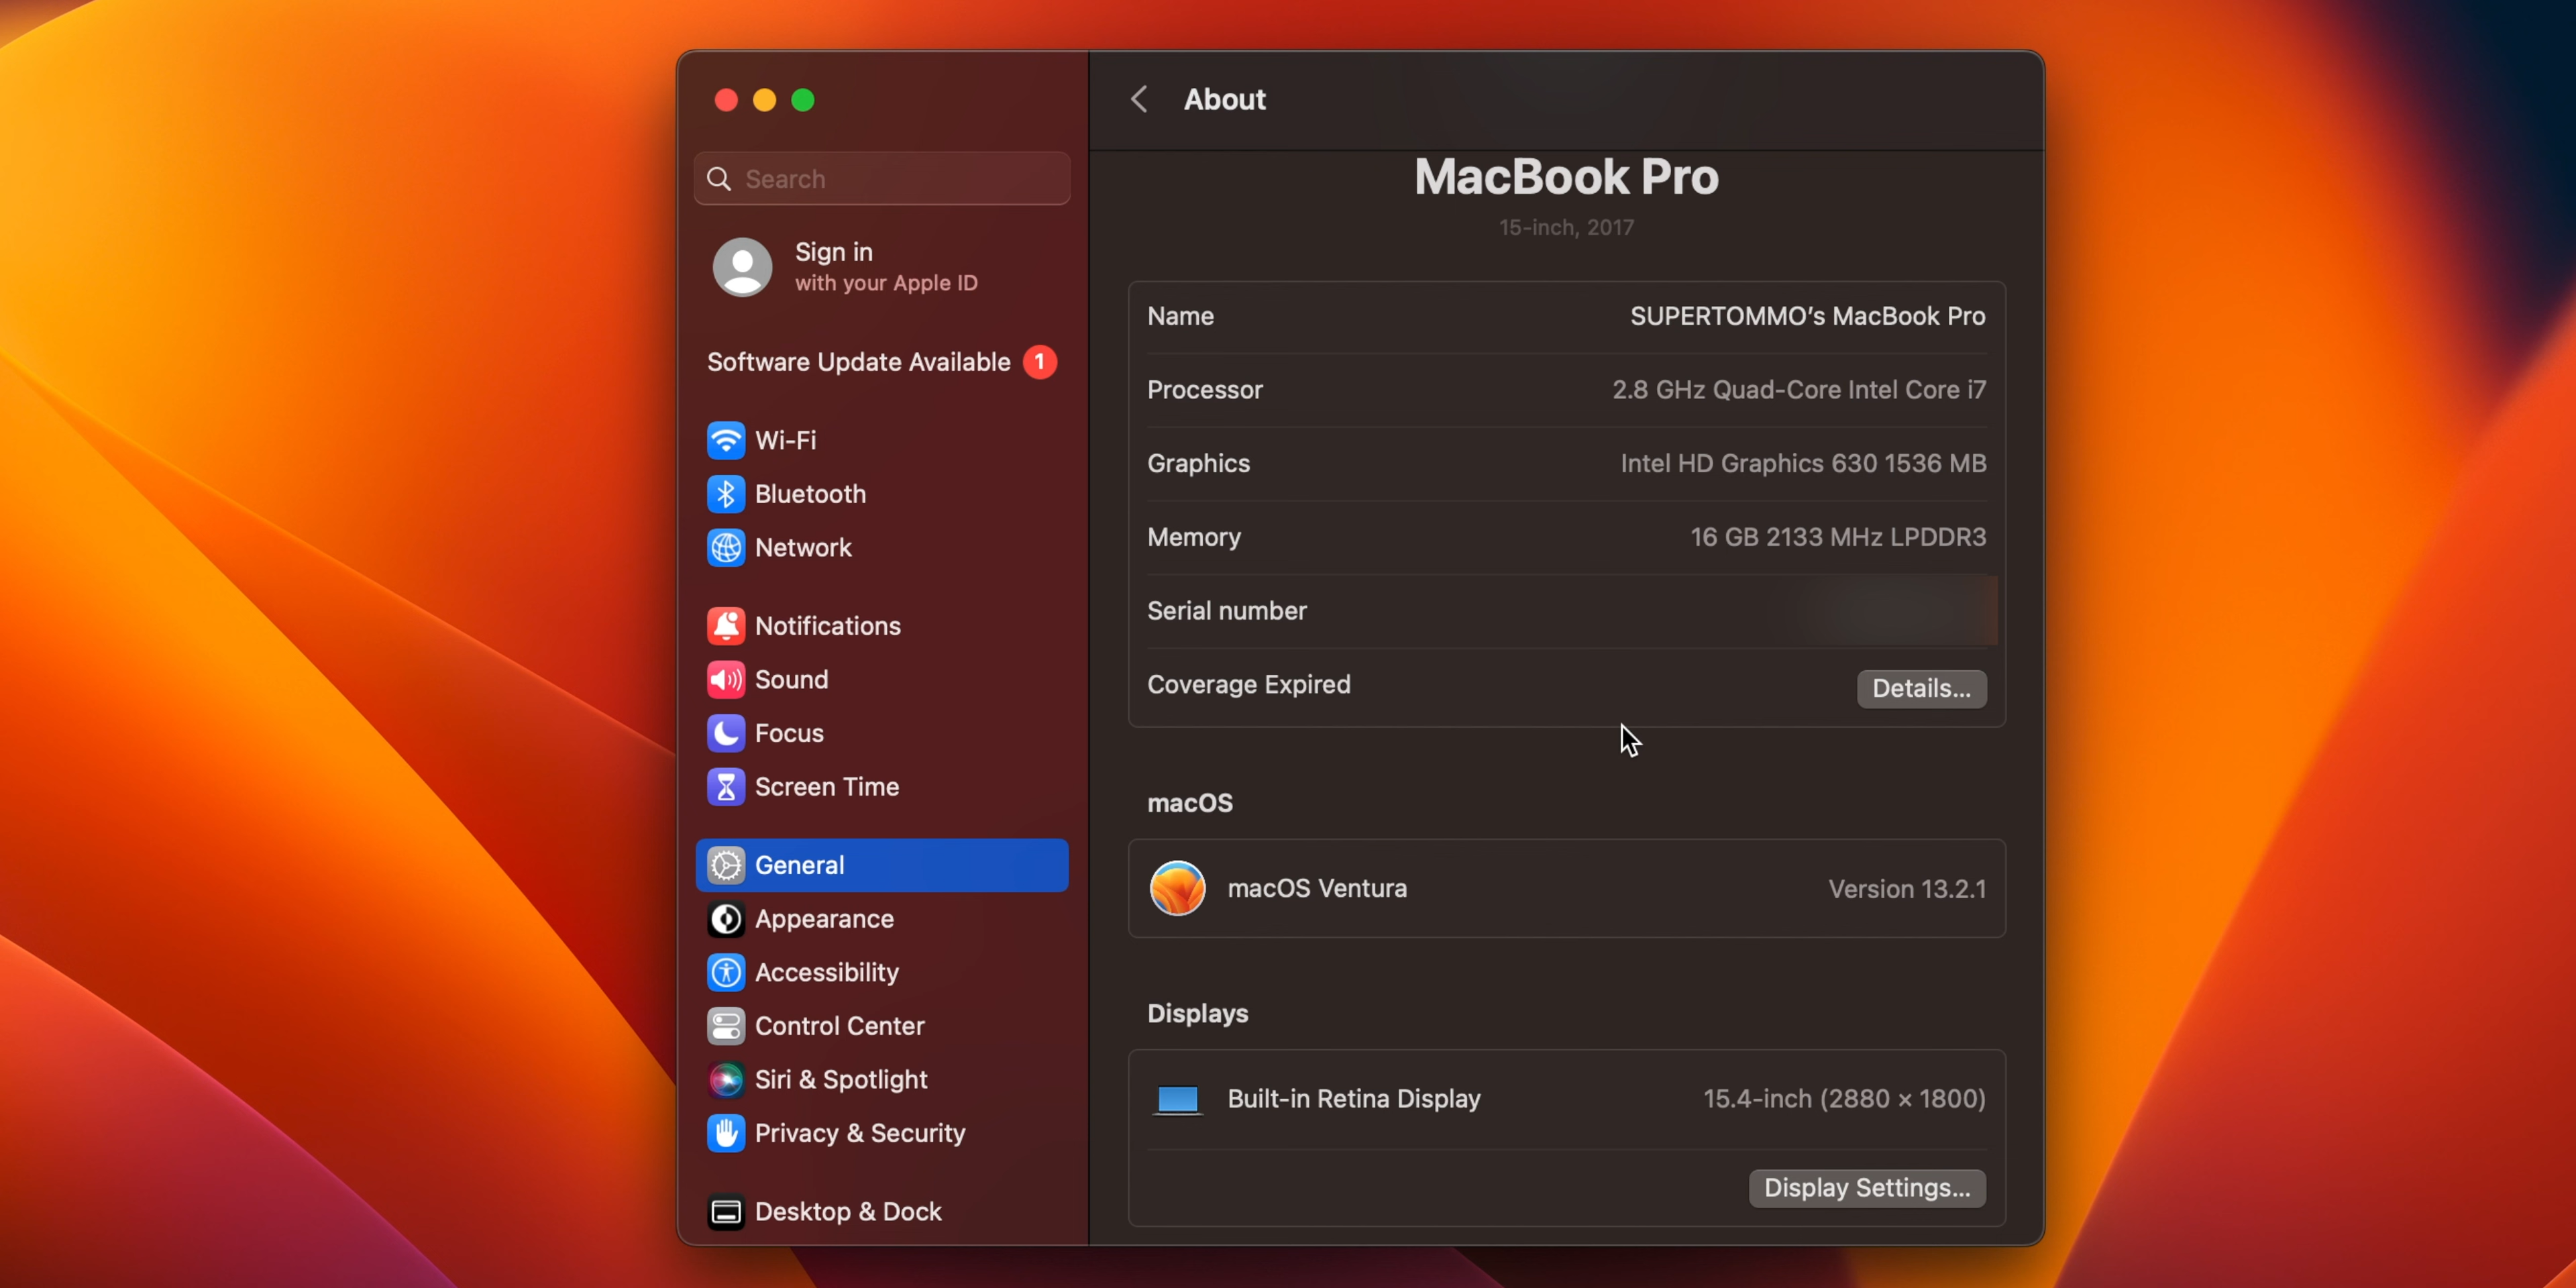 Search
Sign in
with your Apple ID
Software Update Available 1
Wi-Fi
Bluetooth
Network
Notifications
Sound
Focus
Screen Time
General
Appearance
Accessibility
Control Center
Siri & Spotlight
Privacy & Security
Desktop & Dock
About
MacBook Pro
15-inch, 2017
Name SUPERTOMMO’s MacBook Pro
Processor 2.8 GHz Quad-Core Intel Core i7
Graphics Intel HD Graphics 630 1536 MB
Memory 16 GB 2133 MHz LPDDR3
Serial number
Coverage Expired Details...
macOS
macOS Ventura Version 13.2.1
Displays
Built-in Retina Display 15.4-inch (2880 × 1800)
Display Settings...